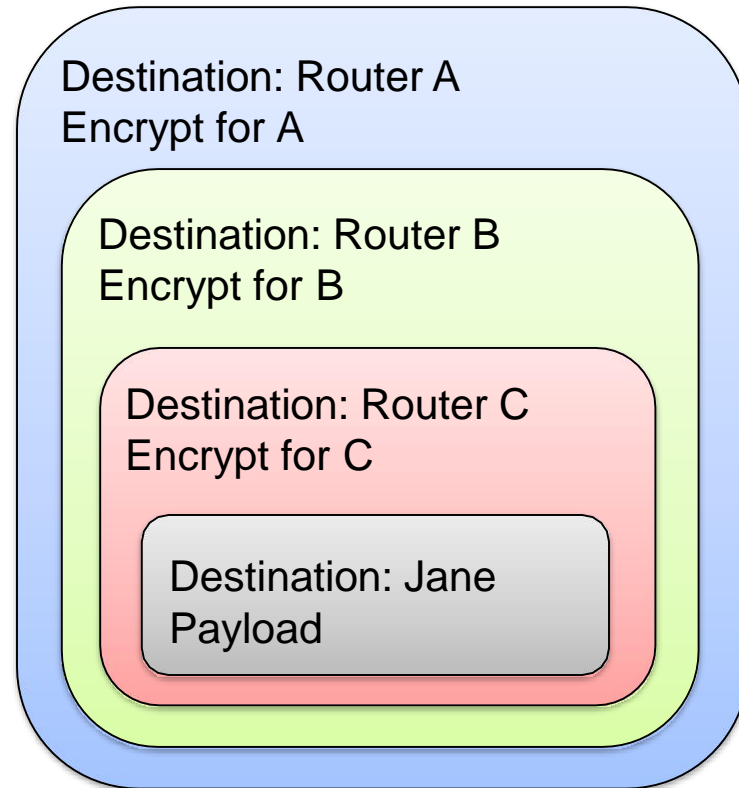 Destination: Router A
Encrypt for A
Destination: Router B
Encrypt for B
Destination: Router C
Encrypt for C
Destination: Jane
Payload